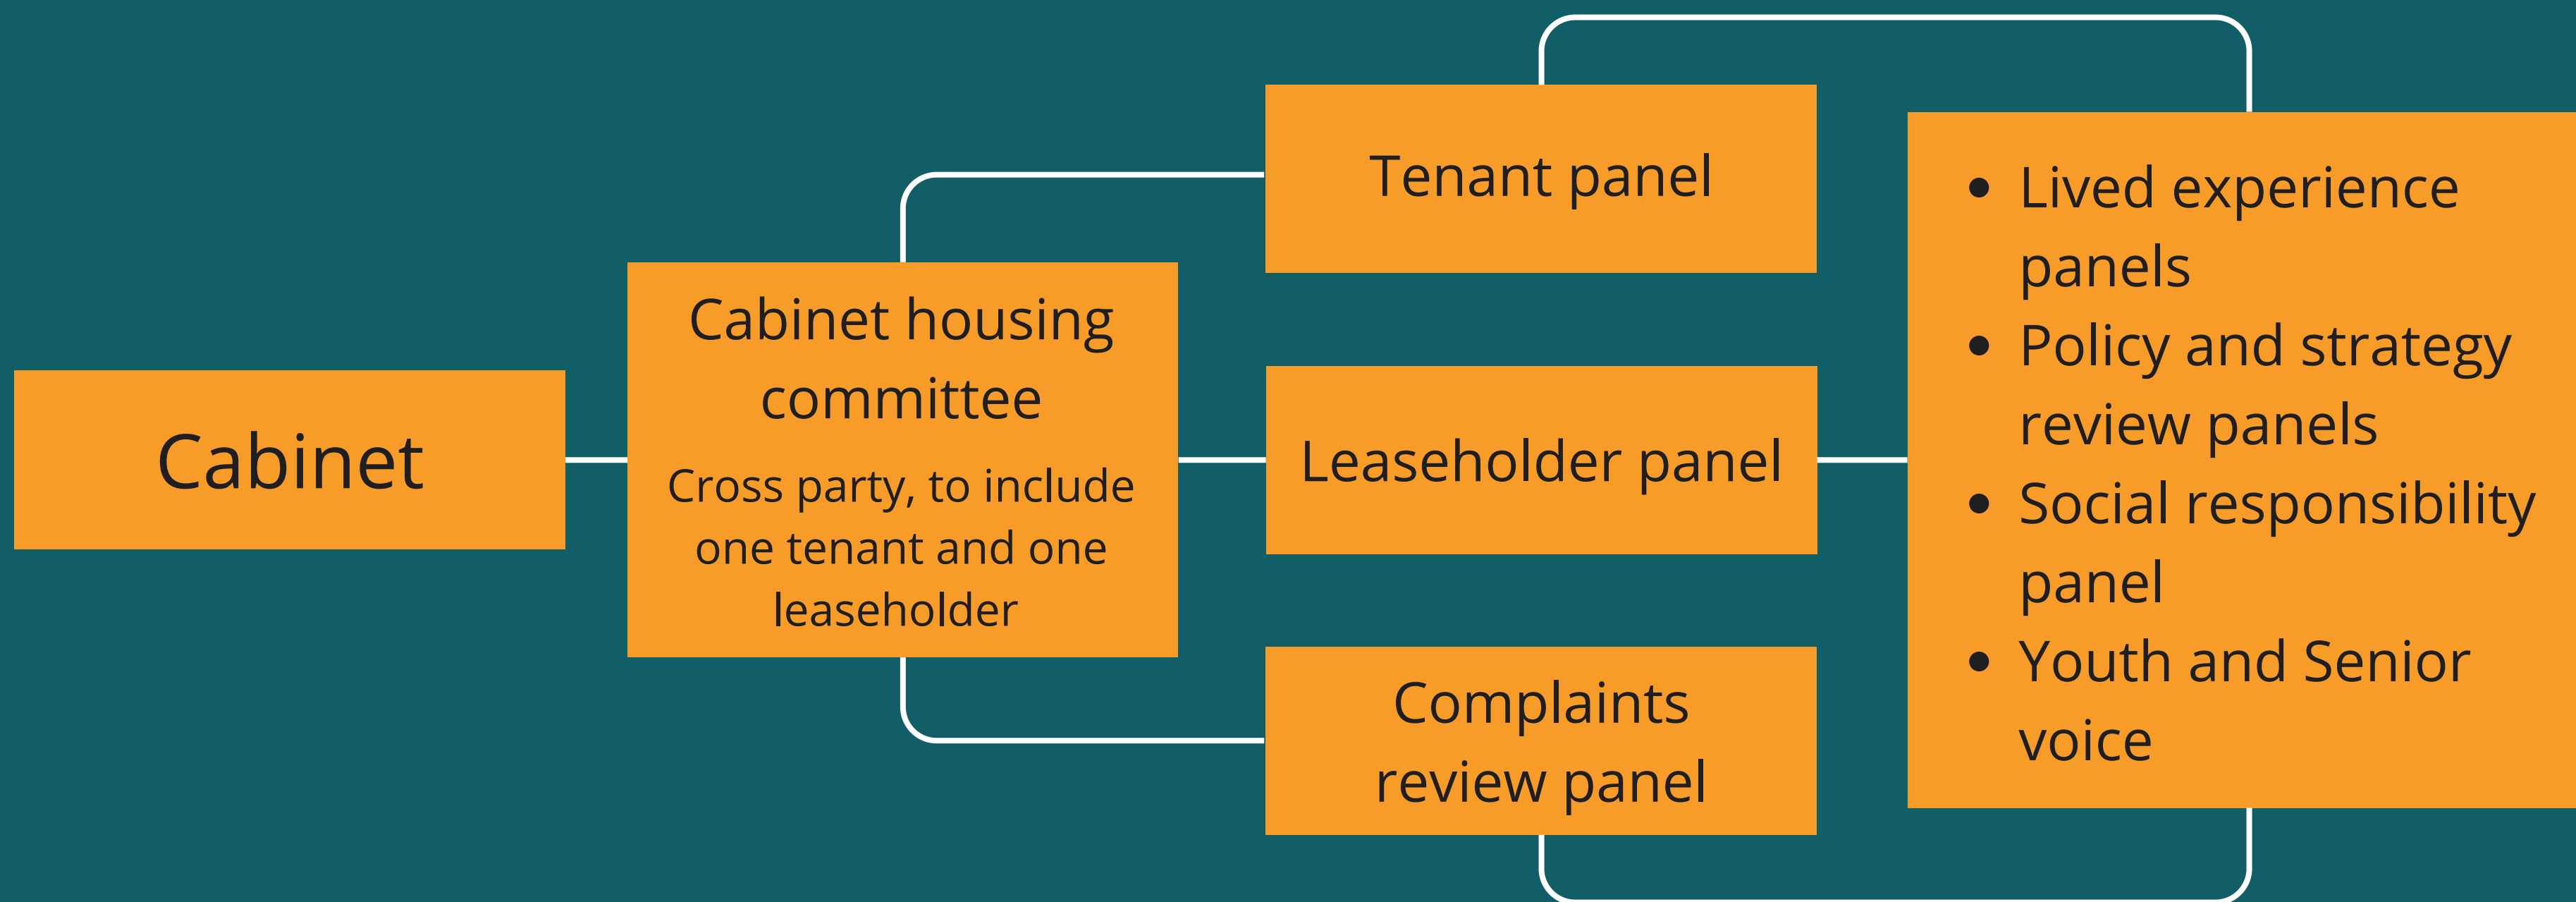 Cabinet
Cabinet housing
committee
Cross party, to include
one tenant and one
leaseholder
Tenant panel
Leaseholder panel
Complaints
review panel
• Lived experience
panels
• Policy and strategy
review panels
• Social responsibility
panel
• Youth and Senior
voice